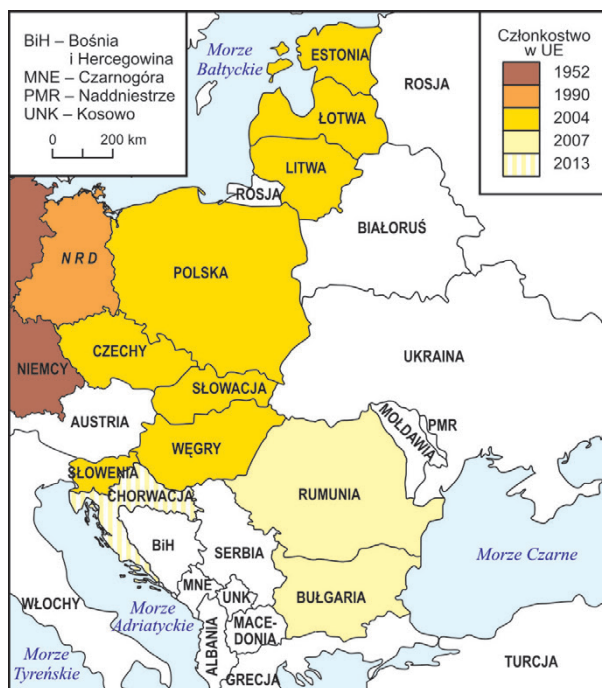 BiH – Bośnia
i Hercegowina
MNE – Czarnogóra
PMR – Naddniestrze
UNK – Kosowo
0 200 km
Morze
Bałtyckie
Członkostwo
w UE
1952
1990
2004
2007
2013
ESTONIA
ROSJA
ŁOTWA
LITWA
ROSJA
BIAŁORUŚ
NRD
POLSKA
NIEMCY
CZECHY
UKRAINA
SŁOWACJA
AUSTRIA
MOŁDAWIA
PMR
WĘGRY
SŁOWENIA
CHORWACJA
RUMUNIA
BiH
SERBIA
Morze Czarne
MNE
UNK
BUŁGARIA
WŁOCHY
Morze
Adriatyckie
ALBANIA
MACE-
DONIA
Morze
Tyreńskie
GRECJA
TURCJA